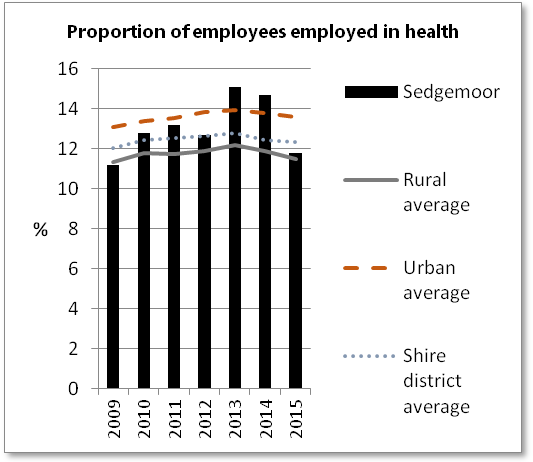 Proportion of employees employed in health
16
14
12
10
8
6
4
2
0
%
2009
2010
2011
2012
2013
2014
2015
Sedgemoor
Rural
average
Urban
average
Shire
district
average